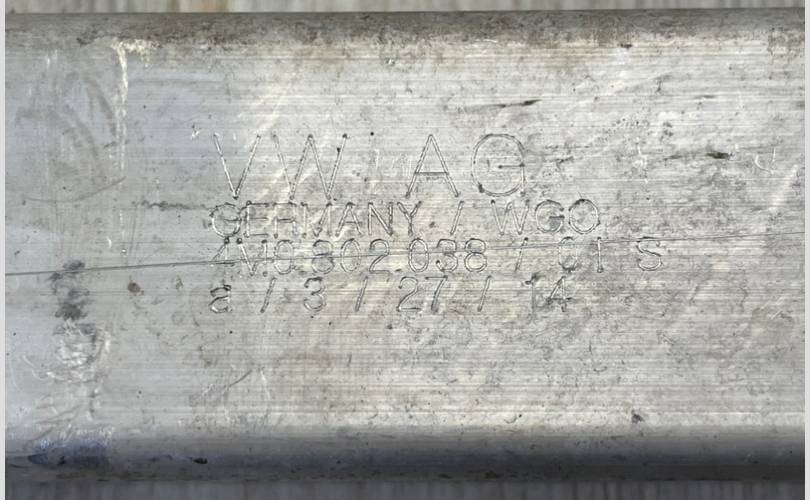 VW AG
GERMANY / WGO
4M0.802.038 / 01 S
a / 3 / 27 / 14